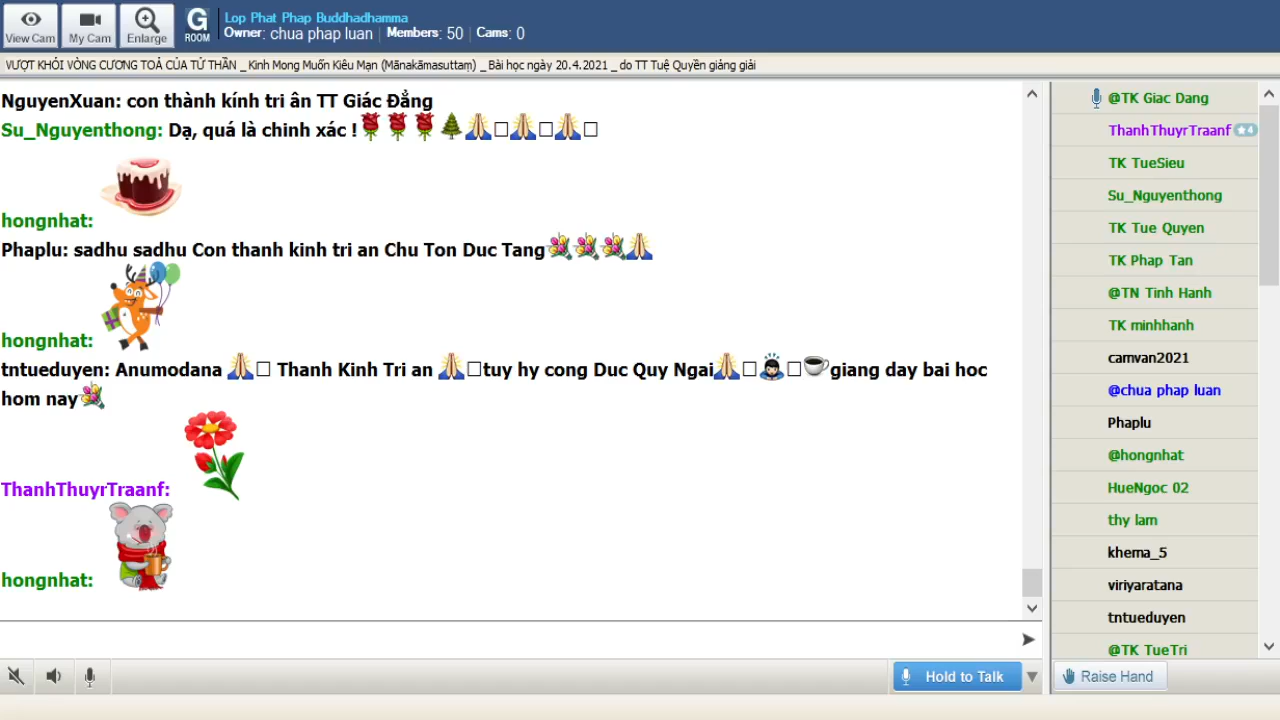 View Cam
My Cam
Enlarge
G
ROOM
Lop Phat Phap Buddhadhamma
Owner: chua phap luan | Members: 50 | Cams: 0
VƯỢT KHỎI VÒNG CƯƠNG TOẢ CỦA TỬ THẦN _ Kinh Mong Muốn Kiêu Mạn (Mānakāmasuttaṃ) _ Bài học ngày 20.4.2021 _ do TT Tuệ Quyền giảng giải
NguyenXuan: con thành kính tri ân TT Giác Đẳng
Su_Nguyenthong: Dạ, quá là chinh xác !
hongnhat:
Phaplu: sadhu sadhu Con thanh kinh tri an Chu Ton Duc Tang
hongnhat:
tntueduyen: Anumodana Thanh Kinh Tri an tuy hy cong Duc Quy Ngai giang day bai hoc
hom nay
ThanhThuyrTraanf:
hongnhat:
Hold to Talk
@TK Giac Dang
ThanhThuyrTraanf 4
TK TueSieu
Su_Nguyenthong
TK Tue Quyen
TK Phap Tan
@TN Tinh Hanh
TK minhhanh
camvan2021
@chua phap luan
Phaplu
@hongnhat
HueNgoc 02
thy lam
khema_5
viriyaratana
tntueduyen
@TK TueTri
Raise Hand